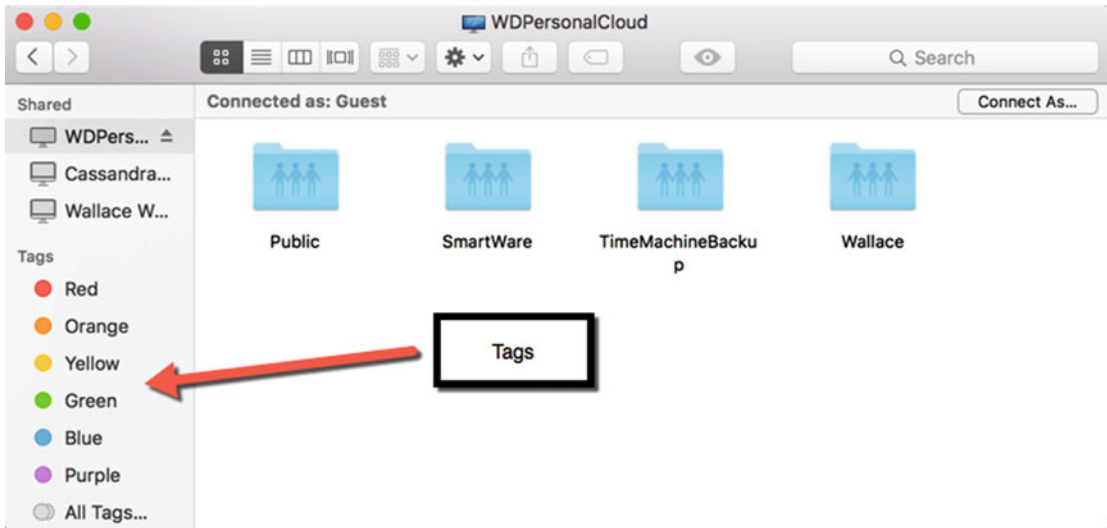 WDPersonalCloud
Search
Shared
Connected as: Guest
Connect As...
WDPers...
Cassandra...
Wallace W...
Public
SmartWare
TimeMachineBacku
p
Wallace
Tags
Red
Orange
Yellow
Green
Blue
Purple
All Tags...
Tags